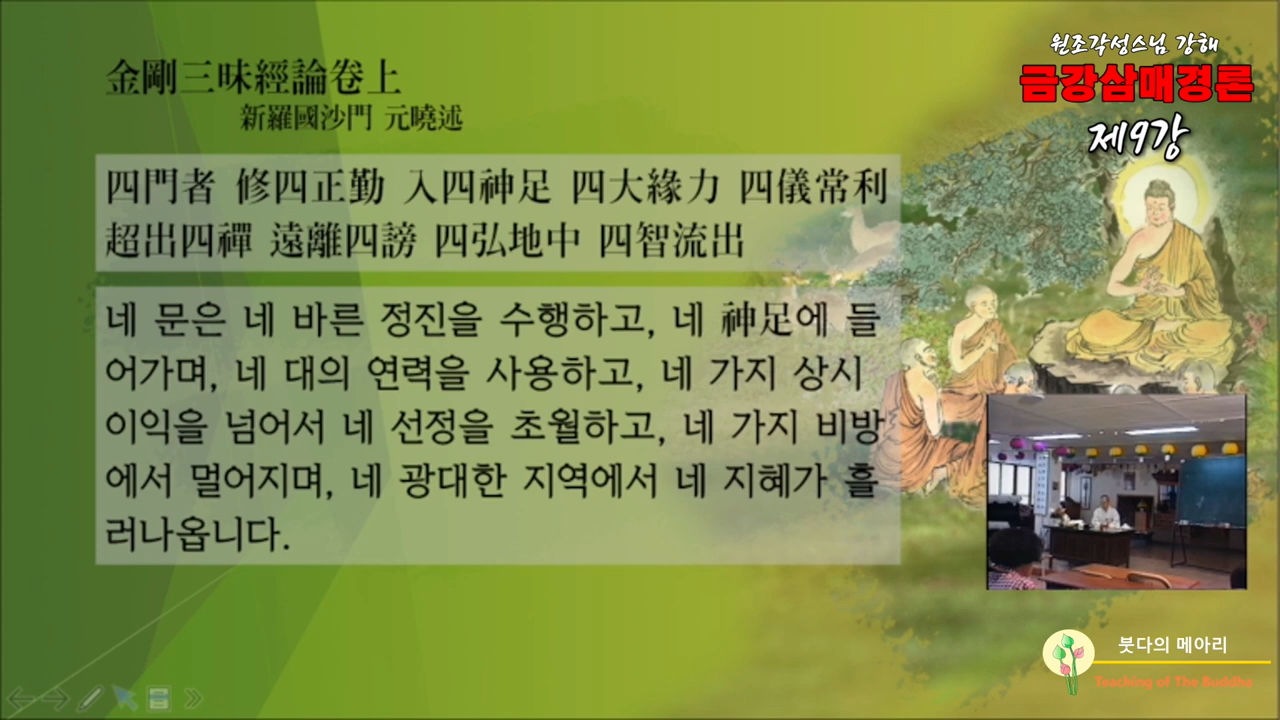 金剛三昧經論卷上
新羅國沙門 元曉述
四門者 修四正勤 入四神足 四大緣力 四儀常利
超出四禪 遠離四謗 四弘地中 四智流出
네 문은 네 바른 정진을 수행하고, 네 神足에 들
어가며, 네 대의 연력을 사용하고, 네 가지 상시
이익을 넘어서 네 선정을 초월하고, 네 가지 비방
에서 멀어지며, 네 광대한 지역에서 네 지혜가 흘
러나옵니다.
원조각성스님 강해
금강삼매경론
제9강
붓다의 메아리
Teaching of The Buddha